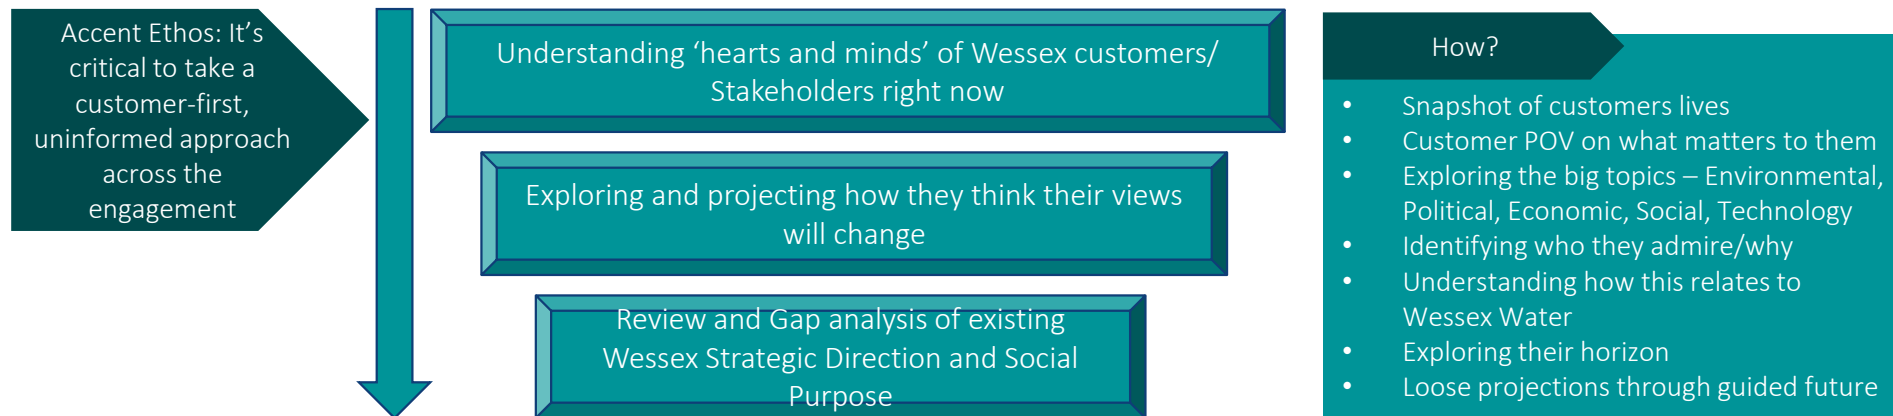 Accent Ethos: It’s
critical to take a
customer-first,
uninformed approach
across the
engagement
Understanding ‘hearts and minds’ of Wessex customers/
Stakeholders right now
Exploring and projecting how they think their views
will change
Review and Gap analysis of existing
Wessex Strategic Direction and Social
Purpose
How?
• Snapshot of customers lives
• Customer POV on what matters to them
• Exploring the big topics – Environmental,
Political, Economic, Social, Technology
• Identifying who they admire/why
• Understanding how this relates to
Wessex Water
• Exploring their horizon
• Loose projections through guided future